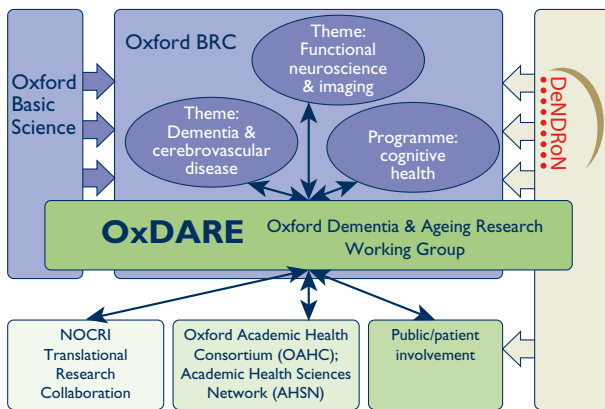 Oxford
Basic
Science
Oxford BRC
Theme:
Functional
neuroscience
& imaging
Theme:
Dementia &
cerebrovascular
disease
Programme:
cognitive
health
DeNDRoN
OxDARE
Oxford Dementia & Ageing Research
Working Group
NOCRI
Translational
Research
Collaboration
Oxford Academic Health
Consortium (OAHC);
Academic Health Sciences
Network (AHSN)
Public/patient
involvement